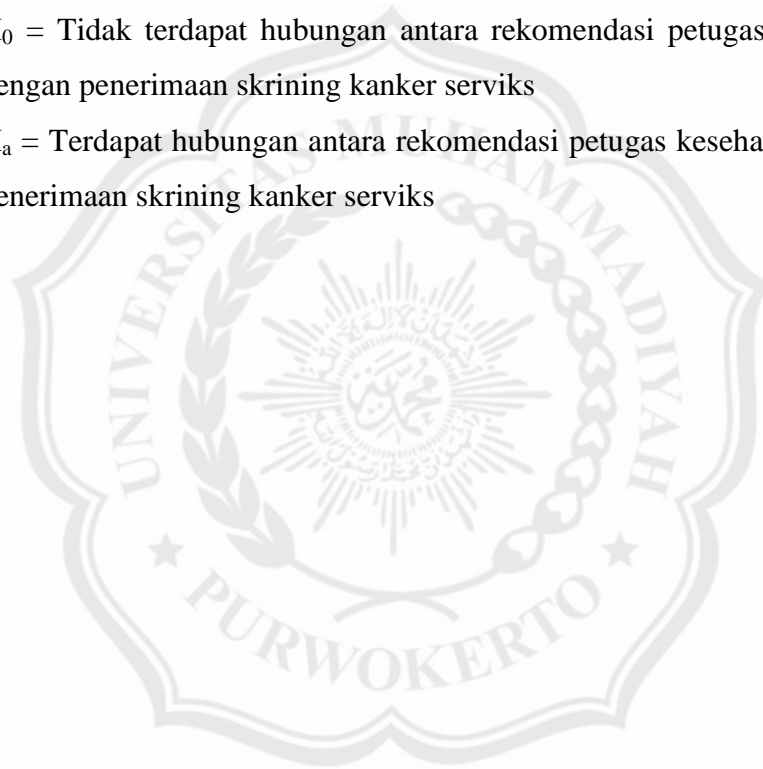 ₀ = Tidak terdapat hubungan antara rekomendasi petugas
engan penerimaan skrining kanker serviks
ₐ = Terdapat hubungan antara rekomendasi petugas keseha
enerimaan skrining kanker serviks
UNIVERSITAS MUHAMMADIYAH
PURWOKERTO